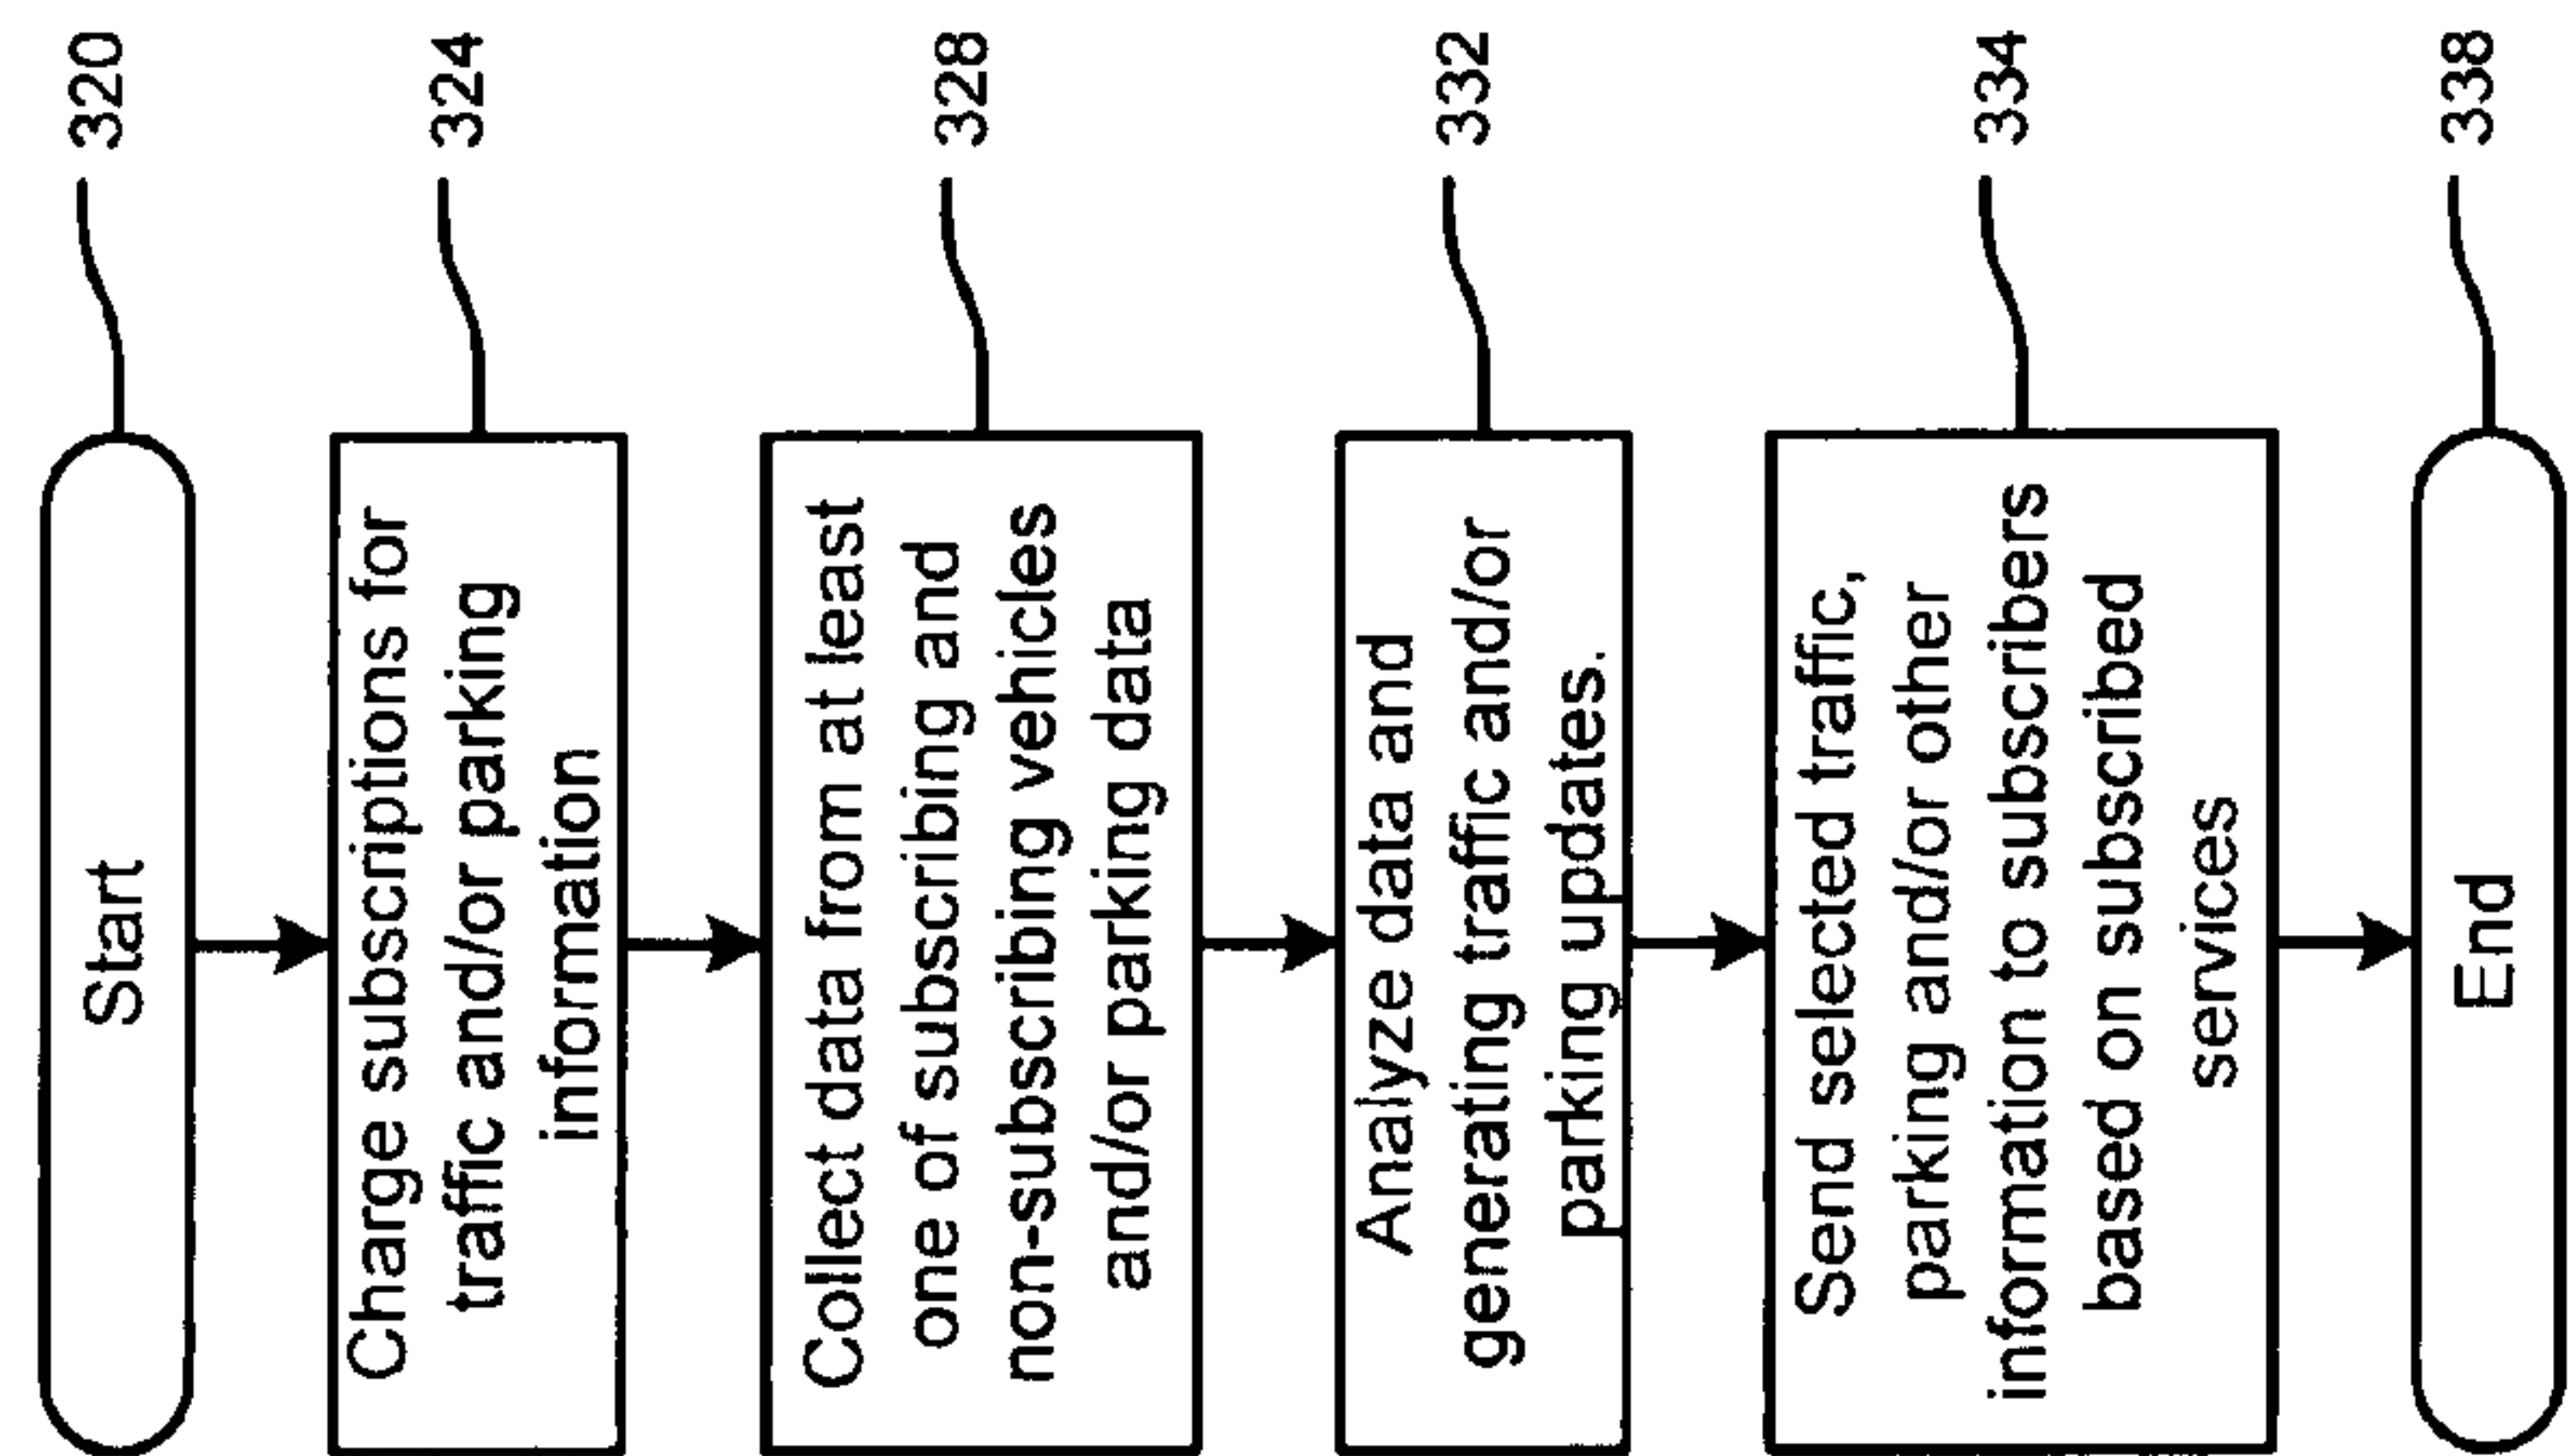 Start
320
Charge subscriptions for
traffic and/or parking
information
324
Collect data from at least
one of subscribing and
non-subscribing vehicles
and/or parking data
328
Analyze data and
generating traffic and/or
parking updates.
332
Send selected traffic,
parking and/or other
information to subscribers
based on subscribed
services
334
End
338